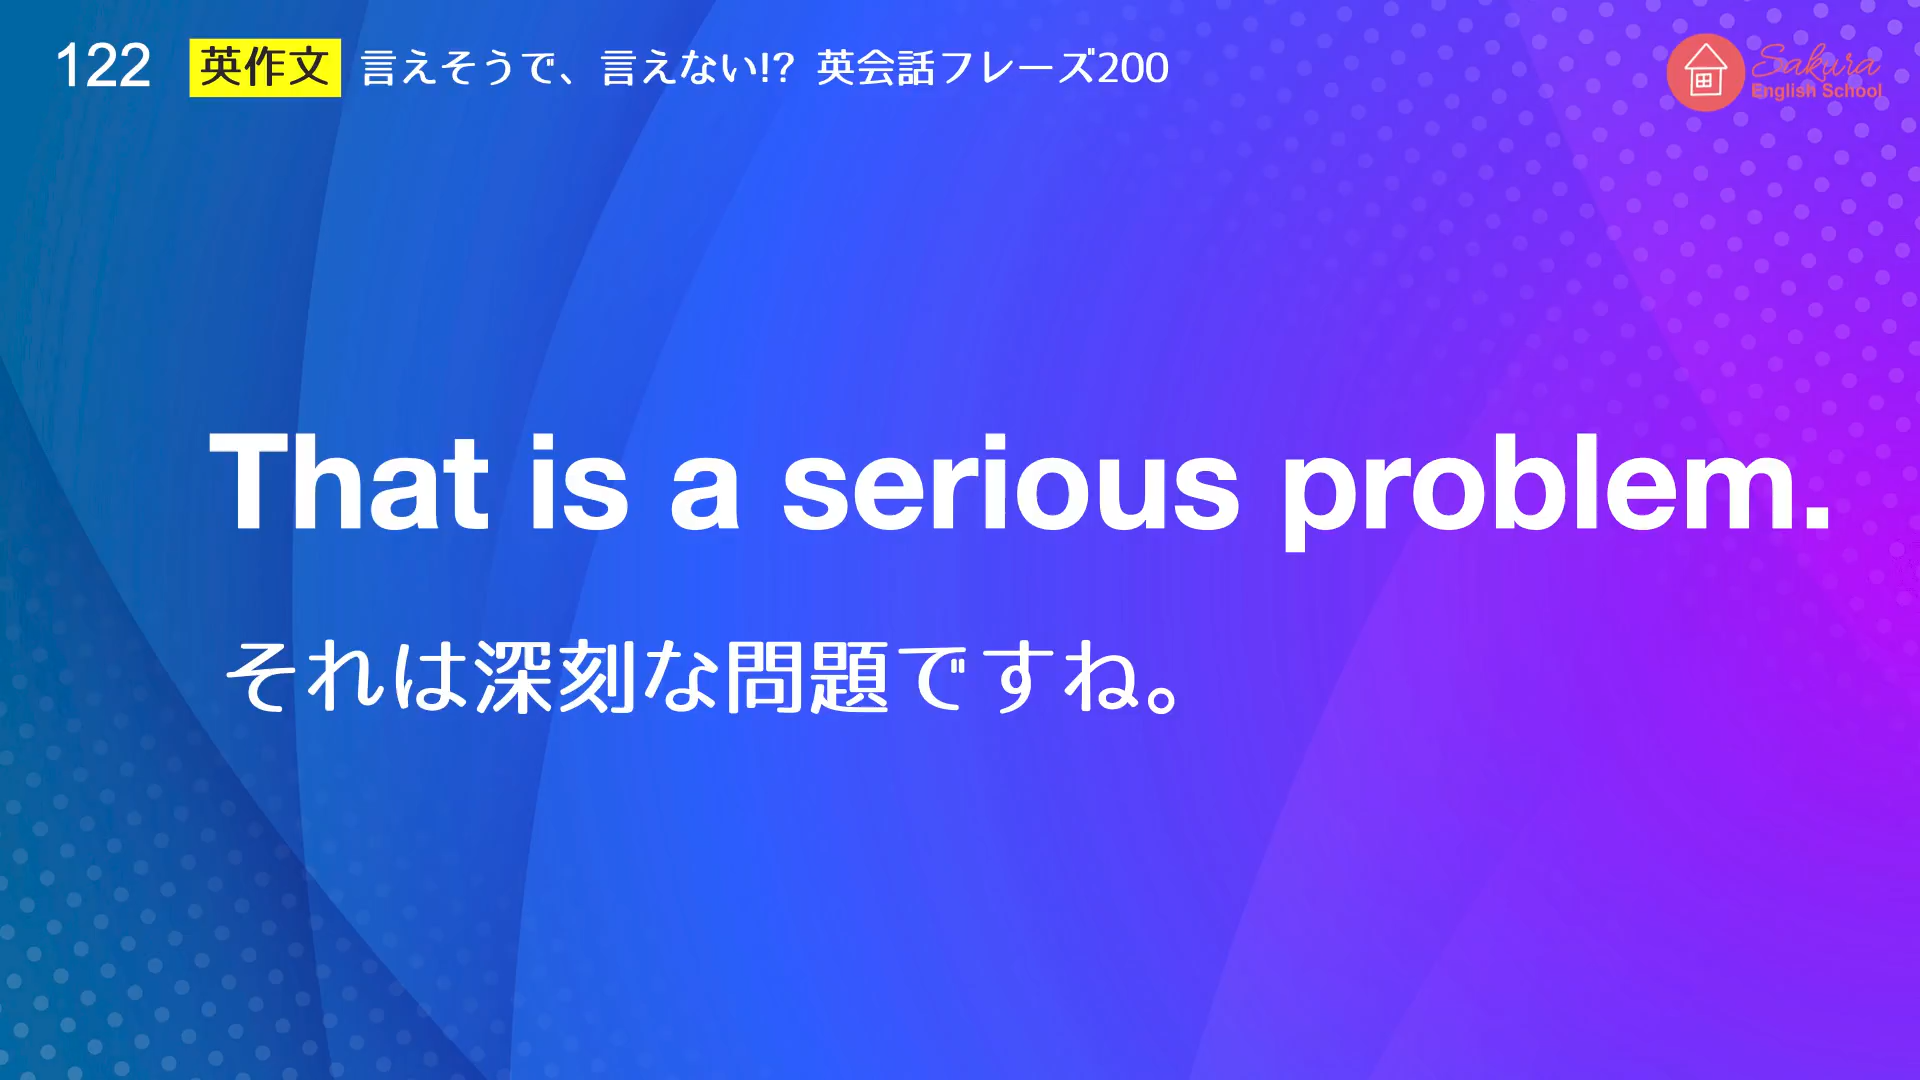 122 英作文 言えそうで、言えない!? 英会話フレーズ200
Sakura
English School
That is a serious problem.
それは深刻な問題ですね。